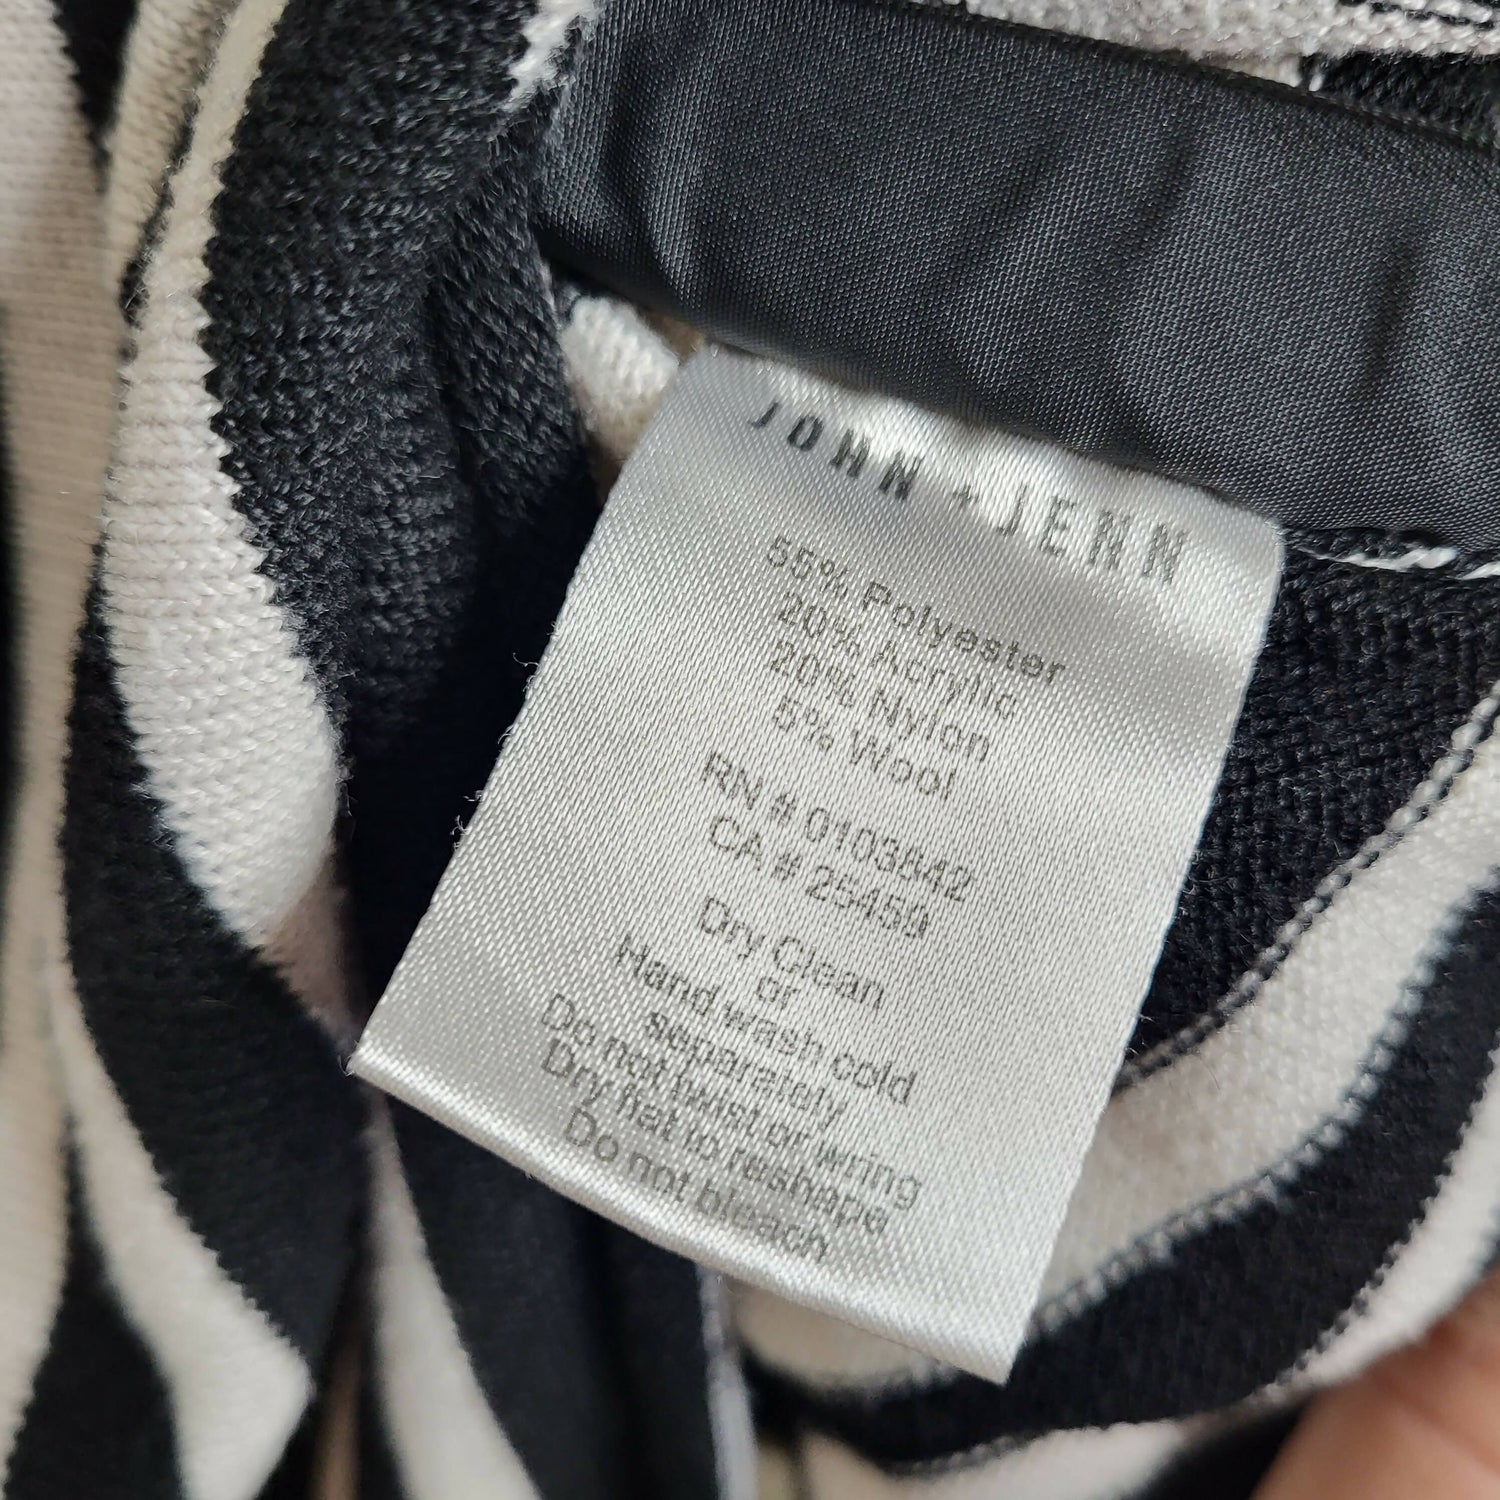 JOHN + JENN
55% Polyester
20% Acrylic
20% Nylon
5% Wool
RN # 0103842
CA # 25459
Dry Clean
or
Hand wash cold
separately
Do not twist or wring
Dry flat to reshape
Do not bleach